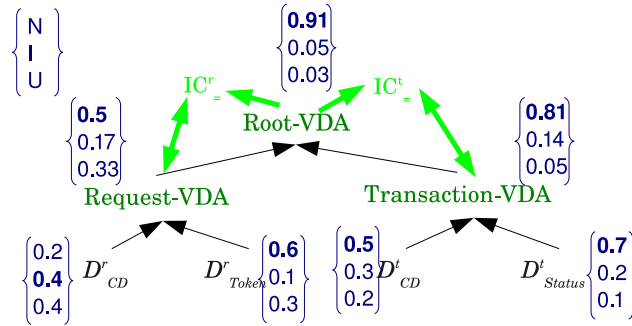 N
I
U
0.91
0.05
0.03
IC^r_=
IC^t_=
Root-VDA
0.5
0.17
0.33
0.81
0.14
0.05
Request-VDA
Transaction-VDA
0.2
0.4
0.4
D^r_CD
D^r_Token
0.6
0.1
0.3
0.5
0.3
0.2
D^t_CD
D^t_Status
0.7
0.2
0.1